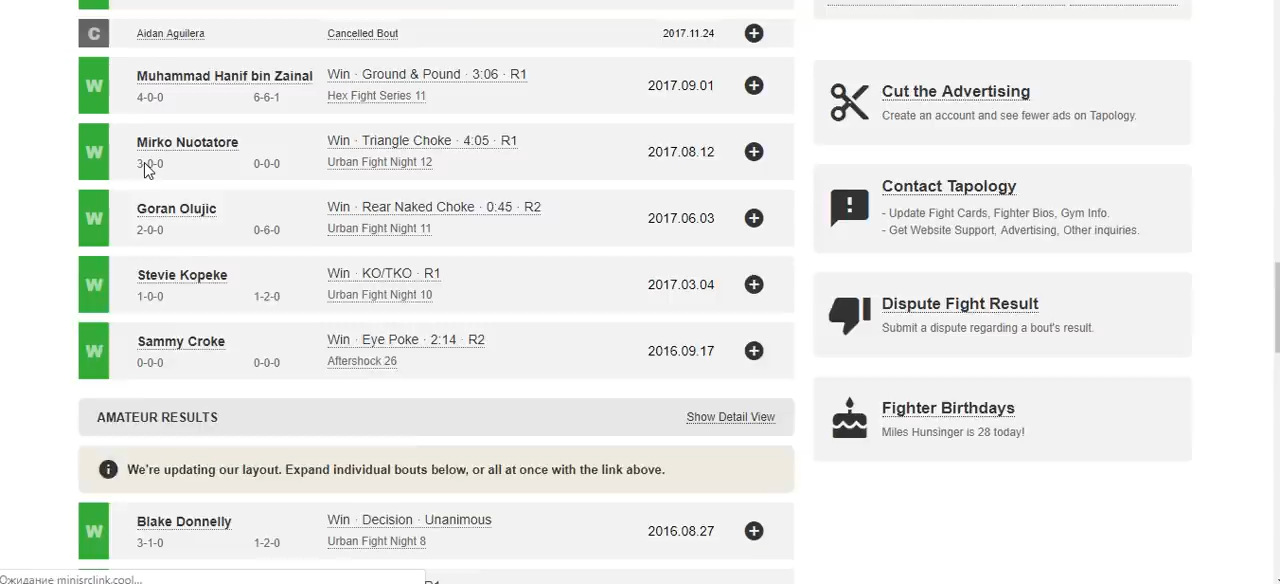 C
Aidan Aguilera
Cancelled Bout
2017.11.24
W
Muhammad Hanif bin Zainal
4-0-0
6-6-1
Win · Ground & Pound · 3:06 · R1
Hex Fight Series 11
2017.09.01
W
Mirko Nuotatore
3-0-0
0-0-0
Win · Triangle Choke · 4:05 · R1
Urban Fight Night 12
2017.08.12
W
Goran Olujic
2-0-0
0-6-0
Win · Rear Naked Choke · 0:45 · R2
Urban Fight Night 11
2017.06.03
W
Stevie Kopeke
1-0-0
1-2-0
Win · KO/TKO · R1
Urban Fight Night 10
2017.03.04
W
Sammy Croke
0-0-0
0-0-0
Win · Eye Poke · 2:14 · R2
Aftershock 26
2016.09.17
AMATEUR RESULTS
Show Detail View
We're updating our layout. Expand individual bouts below, or all at once with the link above.
W
Blake Donnelly
3-1-0
1-2-0
Win · Decision · Unanimous
Urban Fight Night 8
2016.08.27
R1
Ожидание minisrclink.cool...
Cut the Advertising
Create an account and see fewer ads on Tapology.
Contact Tapology
- Update Fight Cards, Fighter Bios, Gym Info.
- Get Website Support, Advertising, Other inquiries.
Dispute Fight Result
Submit a dispute regarding a bout's result.
Fighter Birthdays
Miles Hunsinger is 28 today!